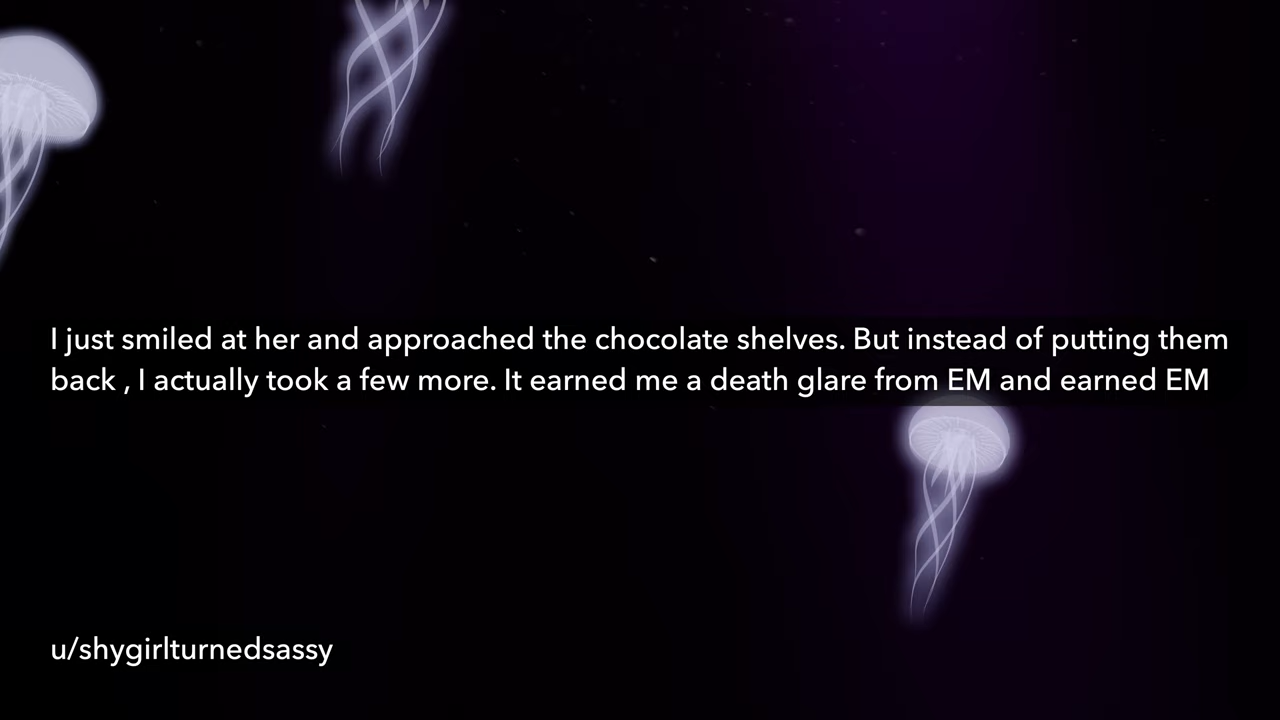 I just smiled at her and approached the chocolate shelves. But instead of putting them
back , I actually took a few more. It earned me a death glare from EM and earned EM
u/shygirlturnedsassy